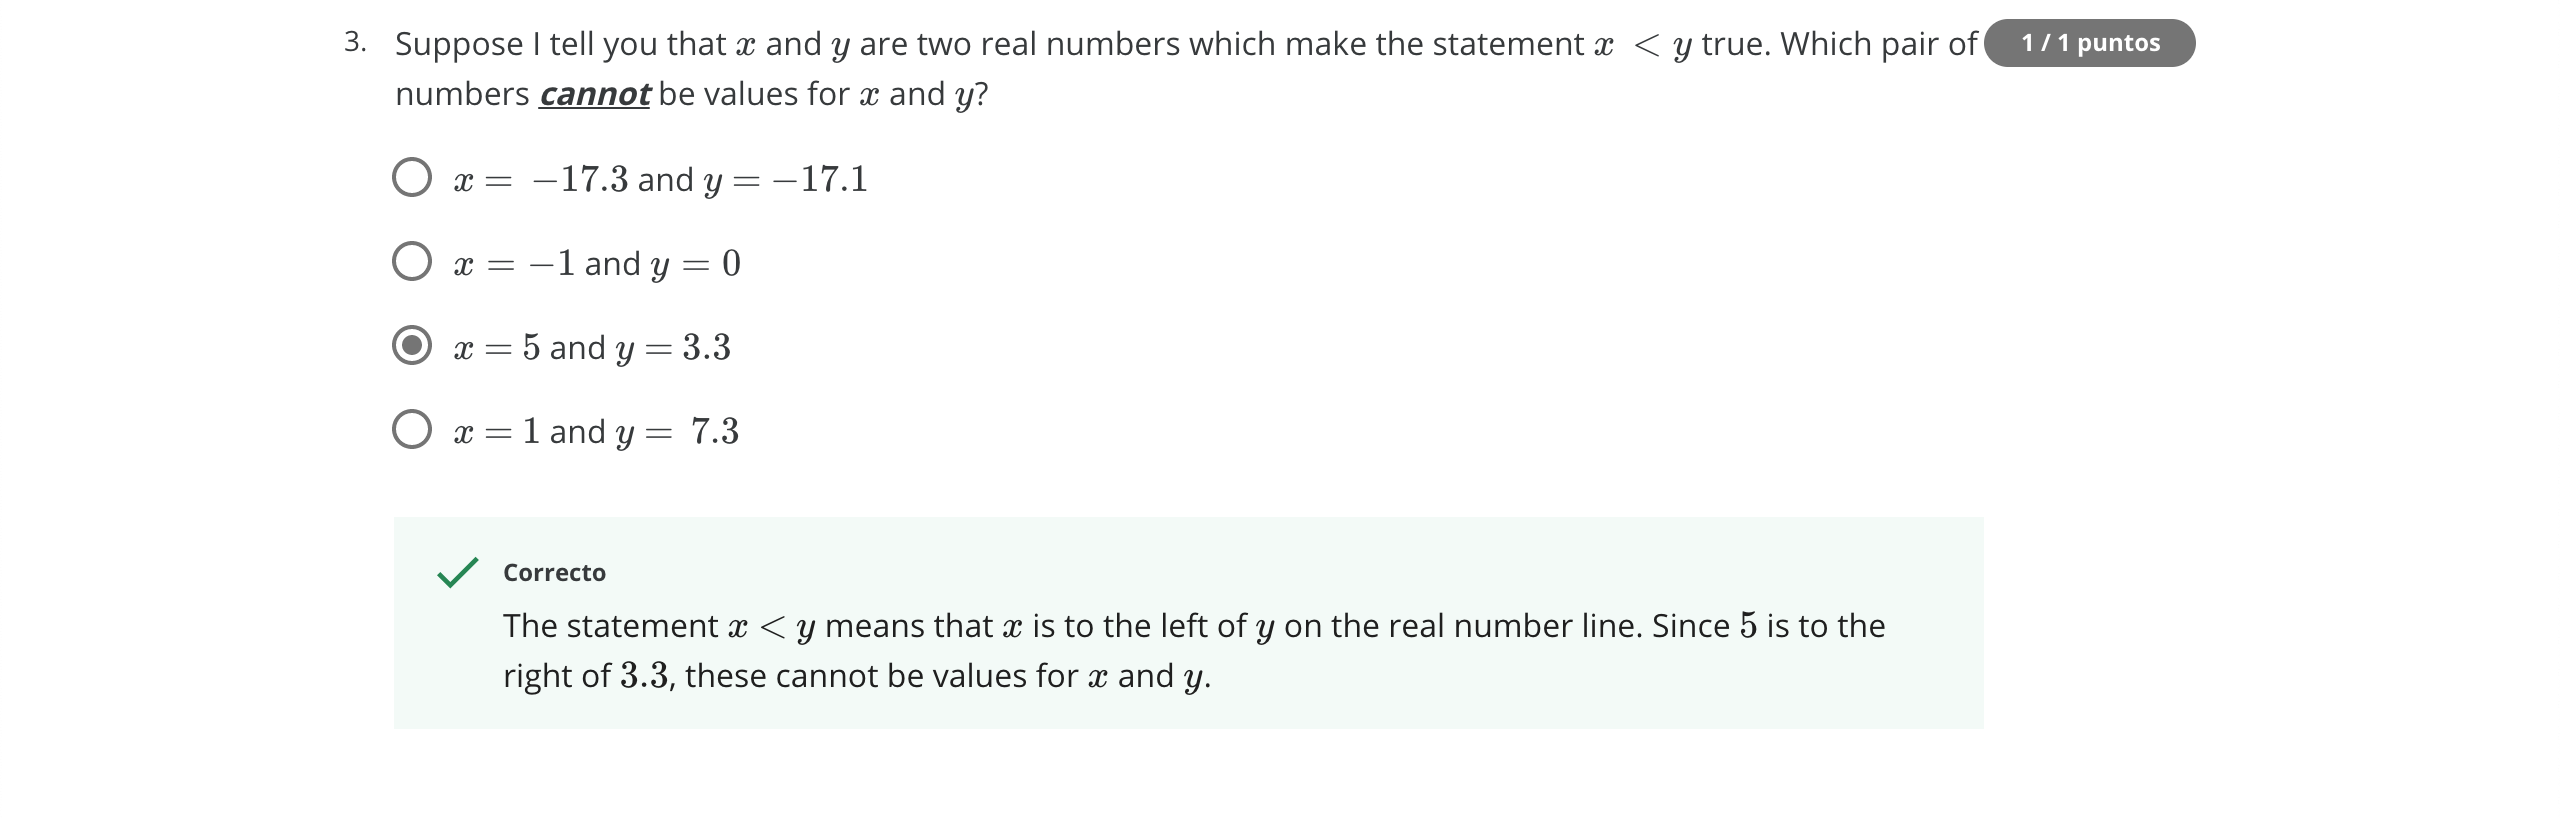 3. Suppose I tell you that x and y are two real numbers which make the statement x < y true. Which pair of 1 / 1 puntos
numbers cannot be values for x and y?
x = −17.3 and y = −17.1
x = −1 and y = 0
x = 5 and y = 3.3
x = 1 and y = 7.3
Correcto
The statement x < y means that x is to the left of y on the real number line. Since 5 is to the
right of 3.3, these cannot be values for x and y.